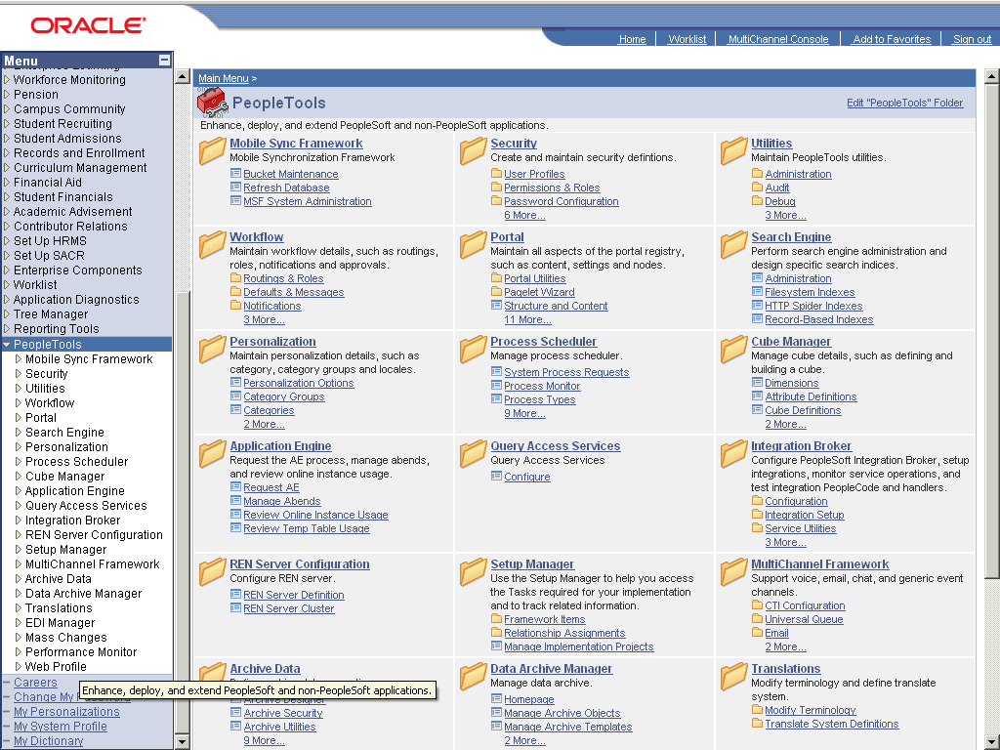 ORACLE®
Home
Worklist
MultiChannel Console
Add to Favorites
Sign out
Menu
Workforce Monitoring
Pension
Campus Community
Student Recruiting
Student Admissions
Records and Enrollment
Curriculum Management
Financial Aid
Student Financials
Academic Advisement
Contributor Relations
Set Up HRMS
Set Up SACR
Enterprise Components
Worklist
Application Diagnostics
Tree Manager
Reporting Tools
PeopleTools
Mobile Sync Framework
Security
Utilities
Workflow
Portal
Search Engine
Personalization
Process Scheduler
Cube Manager
Application Engine
Query Access Services
Integration Broker
REN Server Configuration
Setup Manager
MultiChannel Framework
Archive Data
Data Archive Manager
Translations
EDI Manager
Mass Changes
Performance Monitor
Web Profile
Careers
Change My Password
My Personalizations
My System Profile
My Dictionary
Main Menu >
PeopleTools
Edit "PeopleTools" Folder
Enhance, deploy, and extend PeopleSoft and non-PeopleSoft applications.
Mobile Sync Framework
Mobile Synchronization Framework
Bucket Maintenance
Refresh Database
MSF System Administration
Security
Create and maintain security defintions.
User Profiles
Permissions & Roles
Password Configuration
6 More...
Utilities
Maintain PeopleTools utilities.
Administration
Audit
Debug
3 More...
Workflow
Maintain workflow details, such as routings,
roles, notifications and approvals.
Routings & Roles
Defaults & Messages
Notifications
3 More...
Portal
Maintain all aspects of the portal registry,
such as content, settings and nodes.
Portal Utilities
Pagelet Wizard
Structure and Content
11 More...
Search Engine
Perform search engine administration and
design specific search indices.
Administration
Filesystem Indexes
HTTP Spider Indexes
Record-Based Indexes
Personalization
Maintain personalization details, such as
category, category groups and locales.
Personalization Options
Category Groups
Categories
2 More...
Process Scheduler
Manage process scheduler.
System Process Requests
Process Monitor
Process Types
9 More...
Cube Manager
Manage cube details, such as defining and
building a cube.
Dimensions
Attribute Definitions
Cube Definitions
2 More...
Application Engine
Request the AE process, manage abends,
and review online instance usage.
Request AE
Manage Abends
Review Online Instance Usage
Review Temp Table Usage
Query Access Services
Query Access Services
Configure
Integration Broker
Configure PeopleSoft Integration Broker, setup
integrations, monitor service operations, and
test integration PeopleCode and handlers.
Configuration
Integration Setup
Service Utilities
3 More...
REN Server Configuration
Configure REN server.
REN Server Definition
REN Server Cluster
Setup Manager
Use the Setup Manager to help you access
the Tasks required for your implementation
and to track related information.
Framework Items
Relationship Assignments
Manage Implementation Projects
MultiChannel Framework
Support voice, email, chat, and generic event
channels.
CTI Configuration
Universal Queue
Email
2 More...
Archive Data
Enhance, deploy, and extend PeopleSoft and non-PeopleSoft applications.
Archive Designer
Archive Security
Archive Utilities
9 More...
Data Archive Manager
Manage data archive.
Homepage
Manage Archive Objects
Manage Archive Templates
2 More...
Translations
Modify terminology and define translate
system.
Modify Terminology
Translate System Definitions